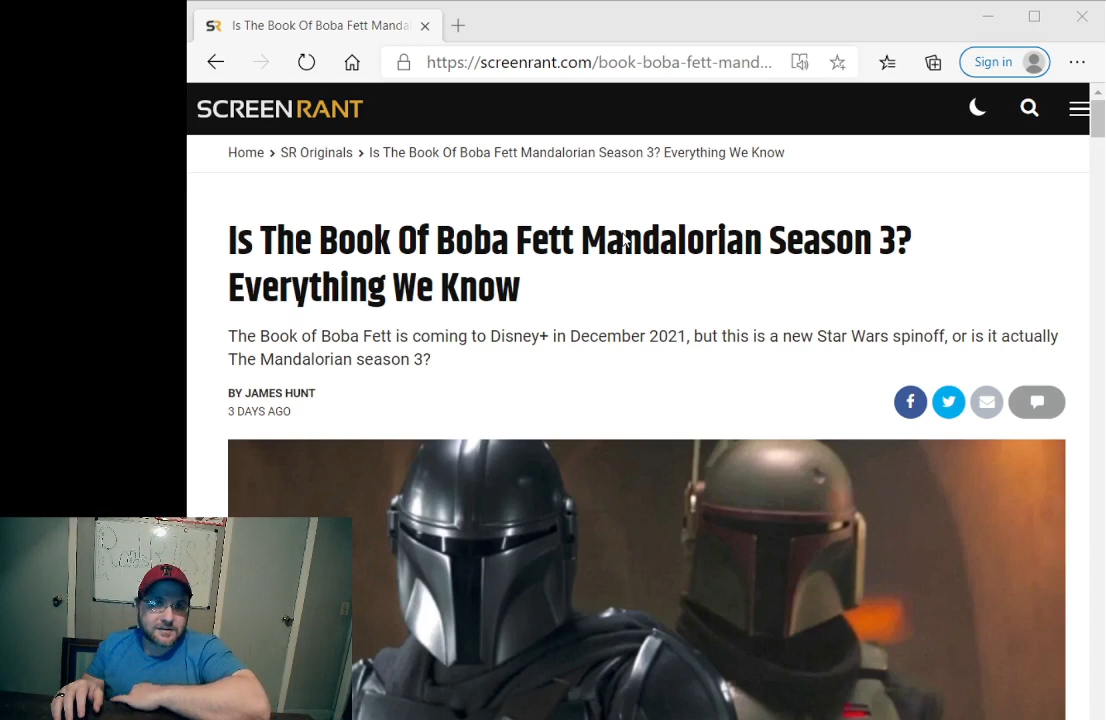 SR Is The Book Of Boba Fett Manda
https://screenrant.com/book-boba-fett-mand...
Sign in
SCREENRANT
Home > SR Originals > Is The Book Of Boba Fett Mandalorian Season 3? Everything We Know
Is The Book Of Boba Fett Mandalorian Season 3?
Everything We Know
The Book of Boba Fett is coming to Disney+ in December 2021, but this is a new Star Wars spinoff, or is it actually
The Mandalorian season 3?
BY JAMES HUNT
3 DAYS AGO